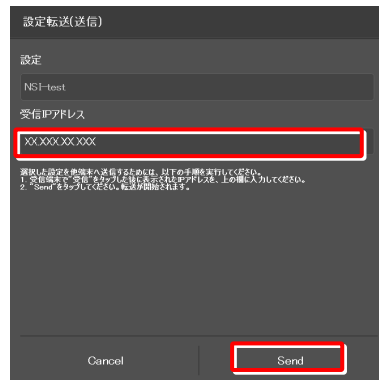 設定転送(送信)
設定
NSI-test
受信IPアドレス
XX.XXX.XX.XXX
選択した設定を他端末へ送信するためには、以下の手順を実行してください。
1. 受信端末で"受信"をタップした後に表示されたIPアドレスを、上の欄に入力してください。
2. "Send"をタップしてください。転送が開始されます。
Cancel
Send